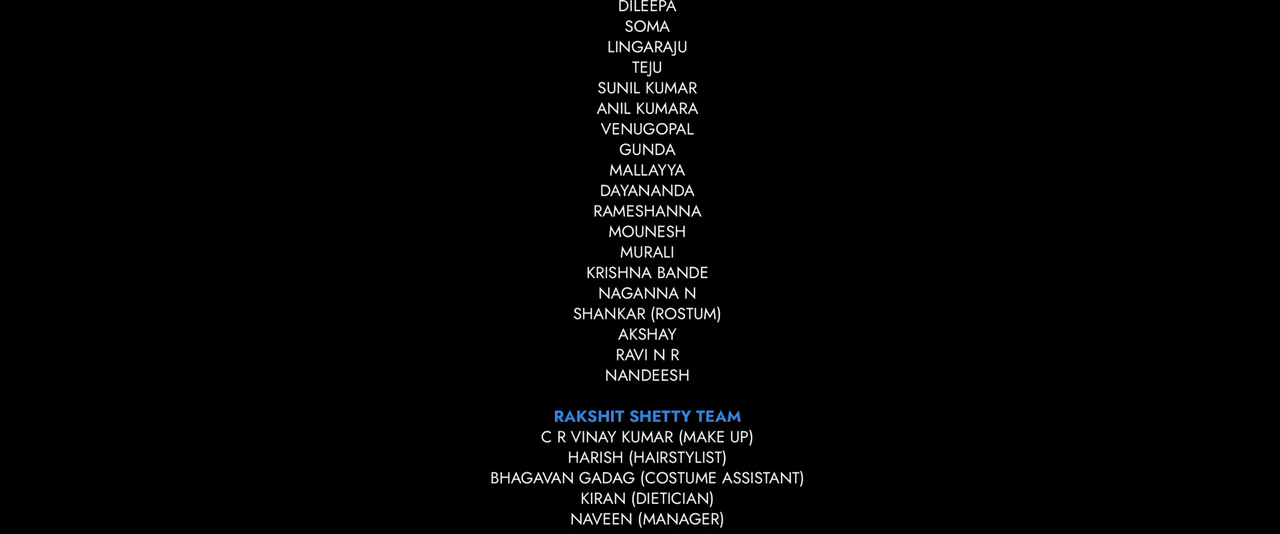 DILEEPA
SOMA
LINGARAJU
TEJU
SUNIL KUMAR
ANIL KUMARA
VENUGOPAL
GUNDA
MALLAYYA
DAYANANDA
RAMESHANNA
MOUNESH
MURALI
KRISHNA BANDE
NAGANNA N
SHANKAR (ROSTUM)
AKSHAY
RAVI N R
NANDEESH
RAKSHIT SHETTY TEAM
C R VINAY KUMAR (MAKE UP)
HARISH (HAIRSTYLIST)
BHAGAVAN GADAG (COSTUME ASSISTANT)
KIRAN (DIETICIAN)
NAVEEN (MANAGER)